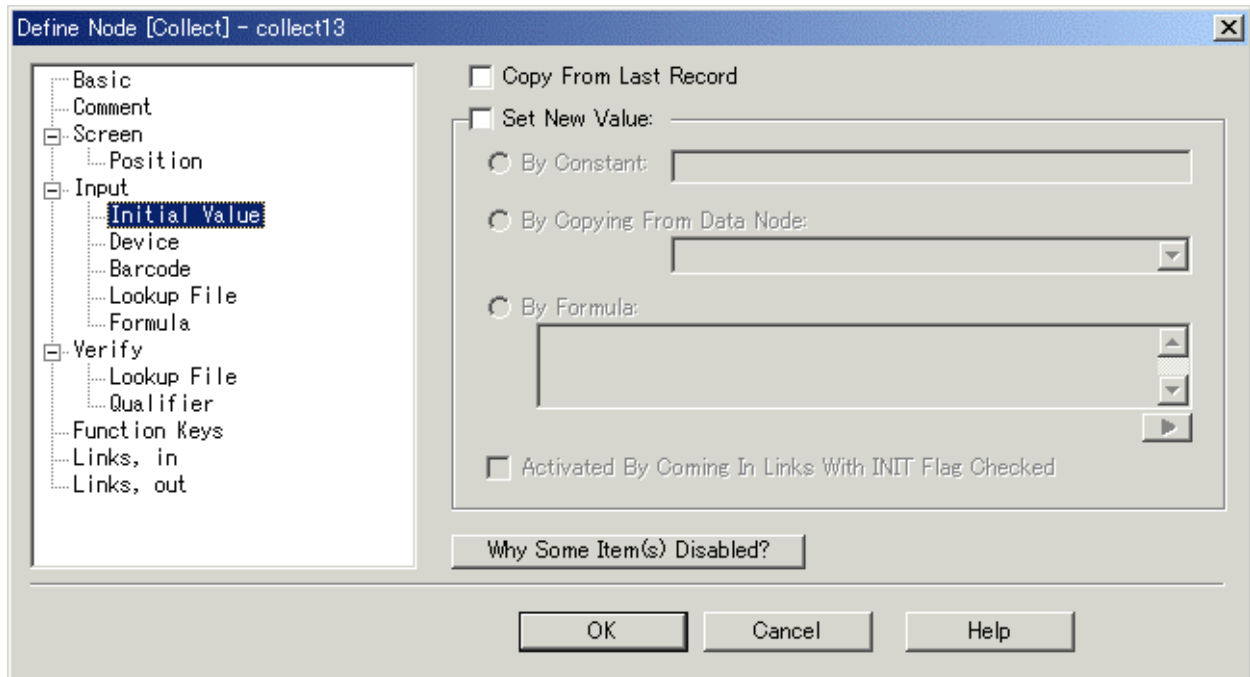 Define Node [Collect] - collect13
Basic
Comment
Screen
Position
Input
Initial Value
Device
Barcode
Lookup File
Formula
Verify
Lookup File
Qualifier
Function Keys
Links, in
Links, out
Copy From Last Record
Set New Value:
By Constant:
By Copying From Data Node:
By Formula:
Activated By Coming In Links With INIT Flag Checked
Why Some Item(s) Disabled?
OK
Cancel
Help